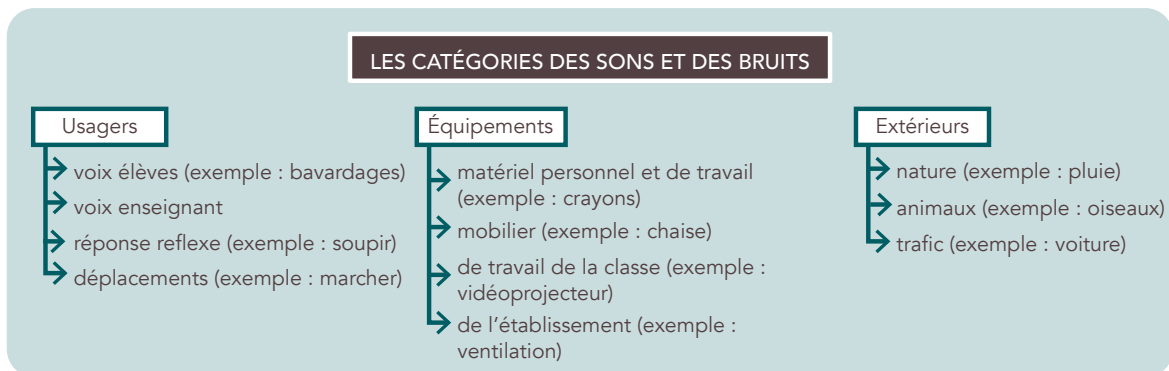 LES CATÉGORIES DES SONS ET DES BRUITS
Usagers
voix élèves (exemple : bavardages)
voix enseignant
réponse reflexe (exemple : soupir)
déplacements (exemple : marcher)
Équipements
matériel personnel et de travail
(exemple : crayons)
mobilier (exemple : chaise)
de travail de la classe (exemple :
vidéoprojecteur)
de l'établissement (exemple :
ventilation)
Extérieurs
nature (exemple : pluie)
animaux (exemple : oiseaux)
trafic (exemple : voiture)